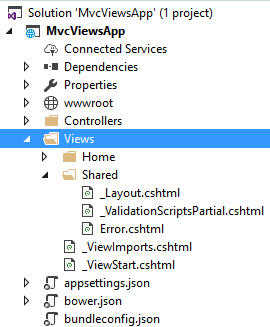 Solution 'MvcViewsApp' (1 project)
MvcViewsApp
Connected Services
Dependencies
Properties
wwwroot
Controllers
Views
Home
Shared
_Layout.cshtml
_ValidationScriptsPartial.cshtml
Error.cshtml
_ViewImports.cshtml
_ViewStart.cshtml
appsettings.json
bower.json
bundleconfig.json